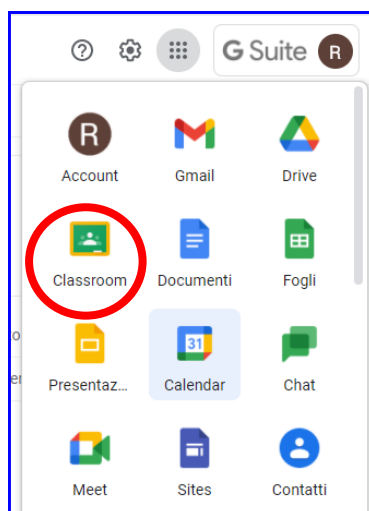 G Suite R
R
Account Gmail Drive
Classroom Documenti Fogli
31
Presentaz... Calendar Chat
Meet Sites Contatti